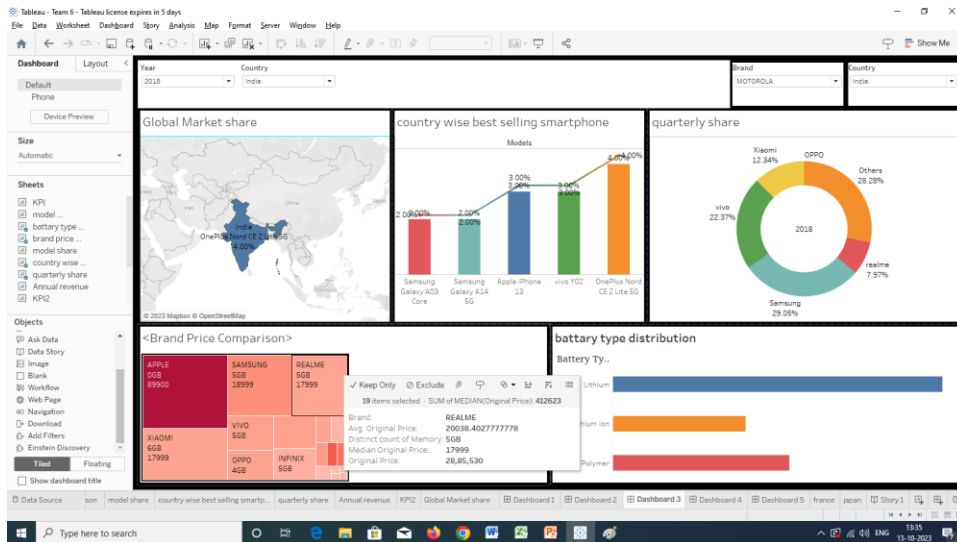 Tableau - Team 6 - Tableau license expires in 5 days
File Data Worksheet Dashboard Story Analysis Map Format Server Window Help
Show Me
Dashboard Layout
Default
Phone
Device Preview
Size
Automatic
Sheets
KPI
model ...
battary type ...
brand price ...
model share
country wise ...
quarterly share
Annual revenue
KPI2
Objects
Ask Data
Data Story
Image
Blank
Workflow
Web Page
Navigation
Download
Add Filters
Einstein Discovery
Tiled Floating
Show dashboard title
Year
2018
Country
India
Brand
MOTOROLA
Country
India
Global Market share
China
India
OnePlus Nord CE 2 Lite 5G
4.00%
© 2023 Mapbox © OpenStreetMap
country wise best selling smartphone
Models
2.00%
2.00%
2.00%
2.00%
3.00%
3.00%
3.00%
3.00%
4.00%
4.00%
Samsung Galaxy A03 Core
Samsung Galaxy A14 5G
Apple iPhone 13
vivo Y02
OnePlus Nord CE 2 Lite 5G
quarterly share
Xiaomi
12.34%
OPPO
Others
28.28%
vivo
22.37%
2018
realme
7.97%
Samsung
29.05%
<Brand Price Comparison>
APPLE
0GB
89900
SAMSUNG
5GB
18999
REALME
5GB
17999
XIAOMI
6GB
17999
VIVO
5GB
OPPO
4GB
INFINIX
5GB
Keep Only Exclude
19 items selected · SUM of MEDIAN(Original Price): 412623
Brand: REALME
Avg. Original Price: 20038.4027777778
Distinct count of Memory: 5GB
Median Original Price: 17999
Original Price: 28,85,530
battary type distribution
Battery Ty..
Lithium
hium Ion
Polymer
Data Source son model share country wise best selling smartp... quarterly share Annual revenue KPI2 Global Market share Dashboard 1 Dashboard 2 Dashboard 3 Dashboard 4 Dashboard 5 france japan Story 1
Type here to search
ENG
13:35
13-10-2023